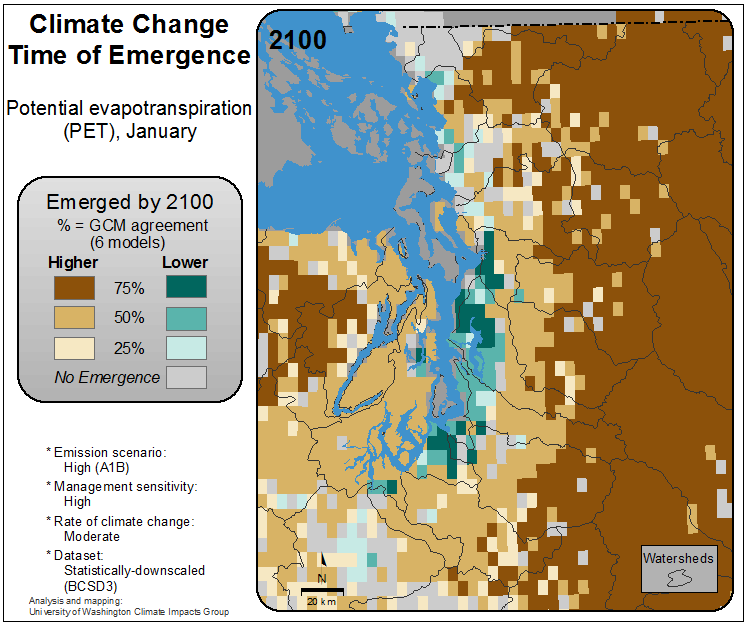 Climate Change
Time of Emergence
Potential evapotranspiration
(PET), January
Emerged by 2100
% = GCM agreement
(6 models)
Higher Lower
75%
50%
25%
No Emergence
* Emission scenario:
High (A1B)
* Management sensitivity:
High
* Rate of climate change:
Moderate
* Dataset:
Statistically-downscaled
(BCSD3)
Analysis and mapping:
University of Washington Climate Impacts Group
2100
N
20 km
Watersheds